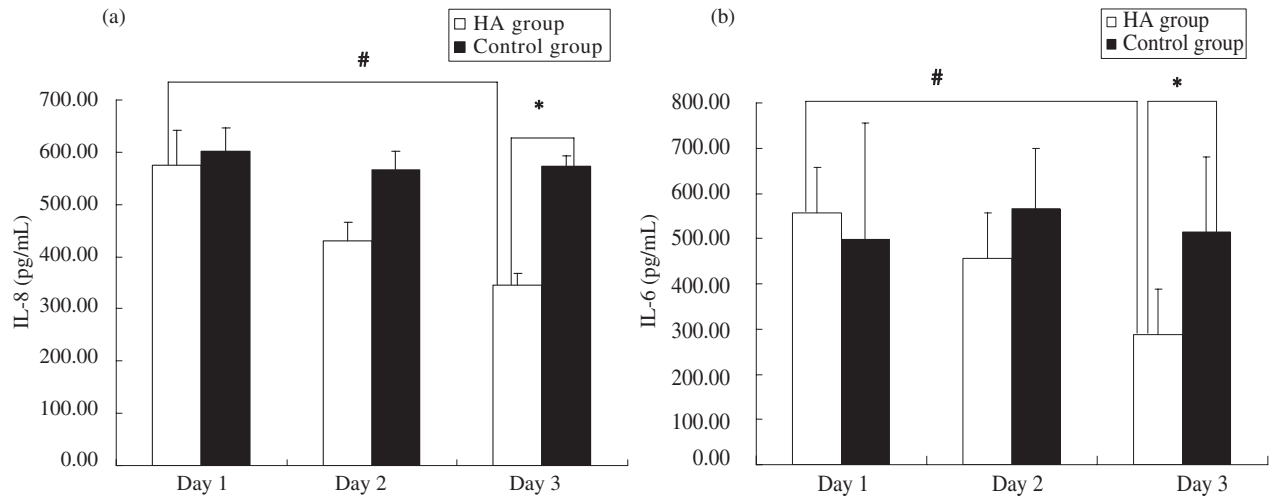 (a)
HA group
Control group
#
*
700.00
600.00
500.00
400.00
300.00
200.00
100.00
0.00
IL-8 (pg/mL)
Day 1
Day 2
Day 3
(b)
HA group
Control group
#
*
800.00
700.00
600.00
500.00
400.00
300.00
200.00
100.00
0.00
IL-6 (pg/mL)
Day 1
Day 2
Day 3